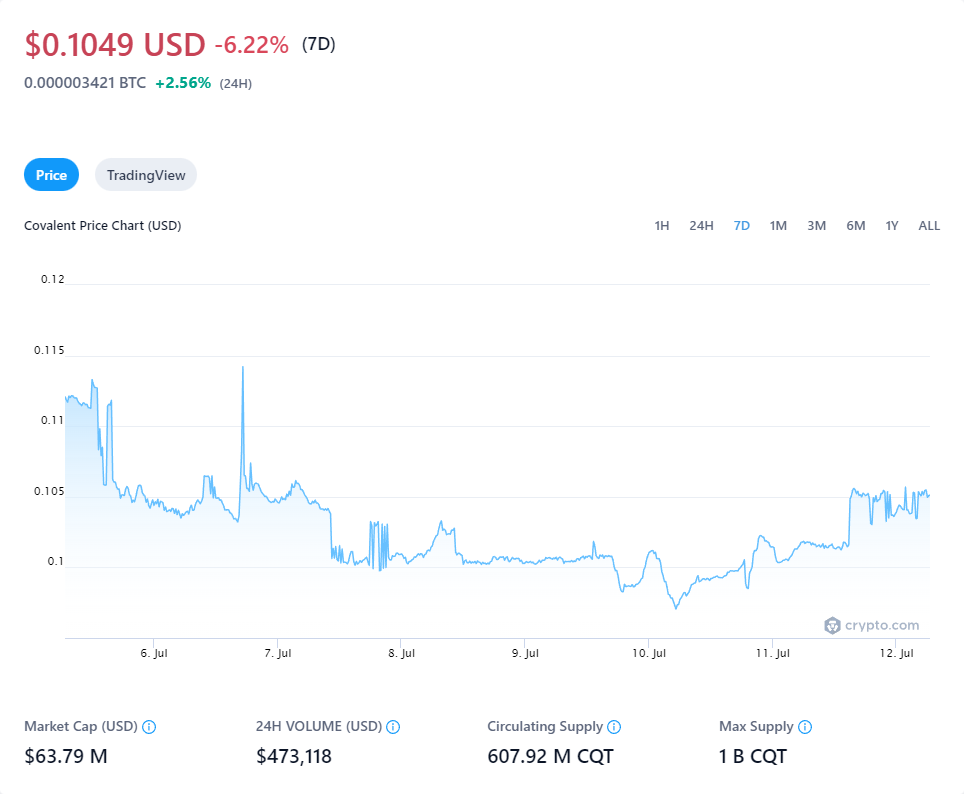 $0.1049 USD -6.22% (7D)
0.000003421 BTC +2.56% (24H)
Price TradingView
Covalent Price Chart (USD) 1H 24H 7D 1M 3M 6M 1Y ALL
0.12
0.115
0.11
0.105
0.1
crypto.com
6. Jul 7. Jul 8. Jul 9. Jul 10. Jul 11. Jul 12. Jul
Market Cap (USD) 24H VOLUME (USD) Circulating Supply Max Supply
$63.79 M $473,118 607.92 M CQT 1 B CQT